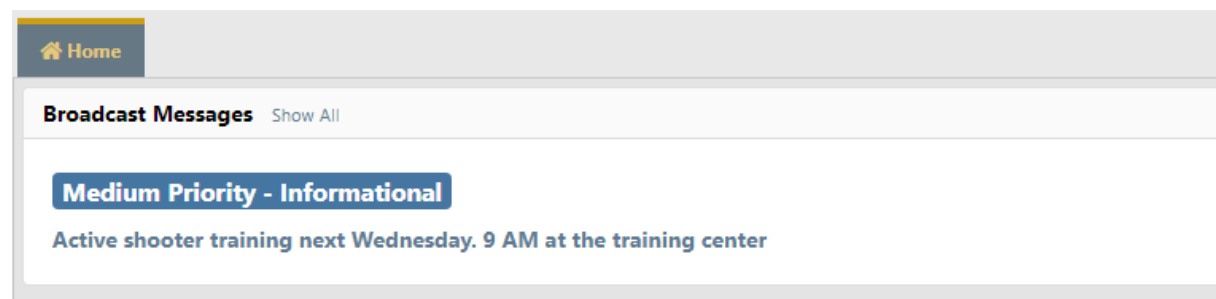 Home
Broadcast Messages Show All
Medium Priority - Informational
Active shooter training next Wednesday. 9 AM at the training center